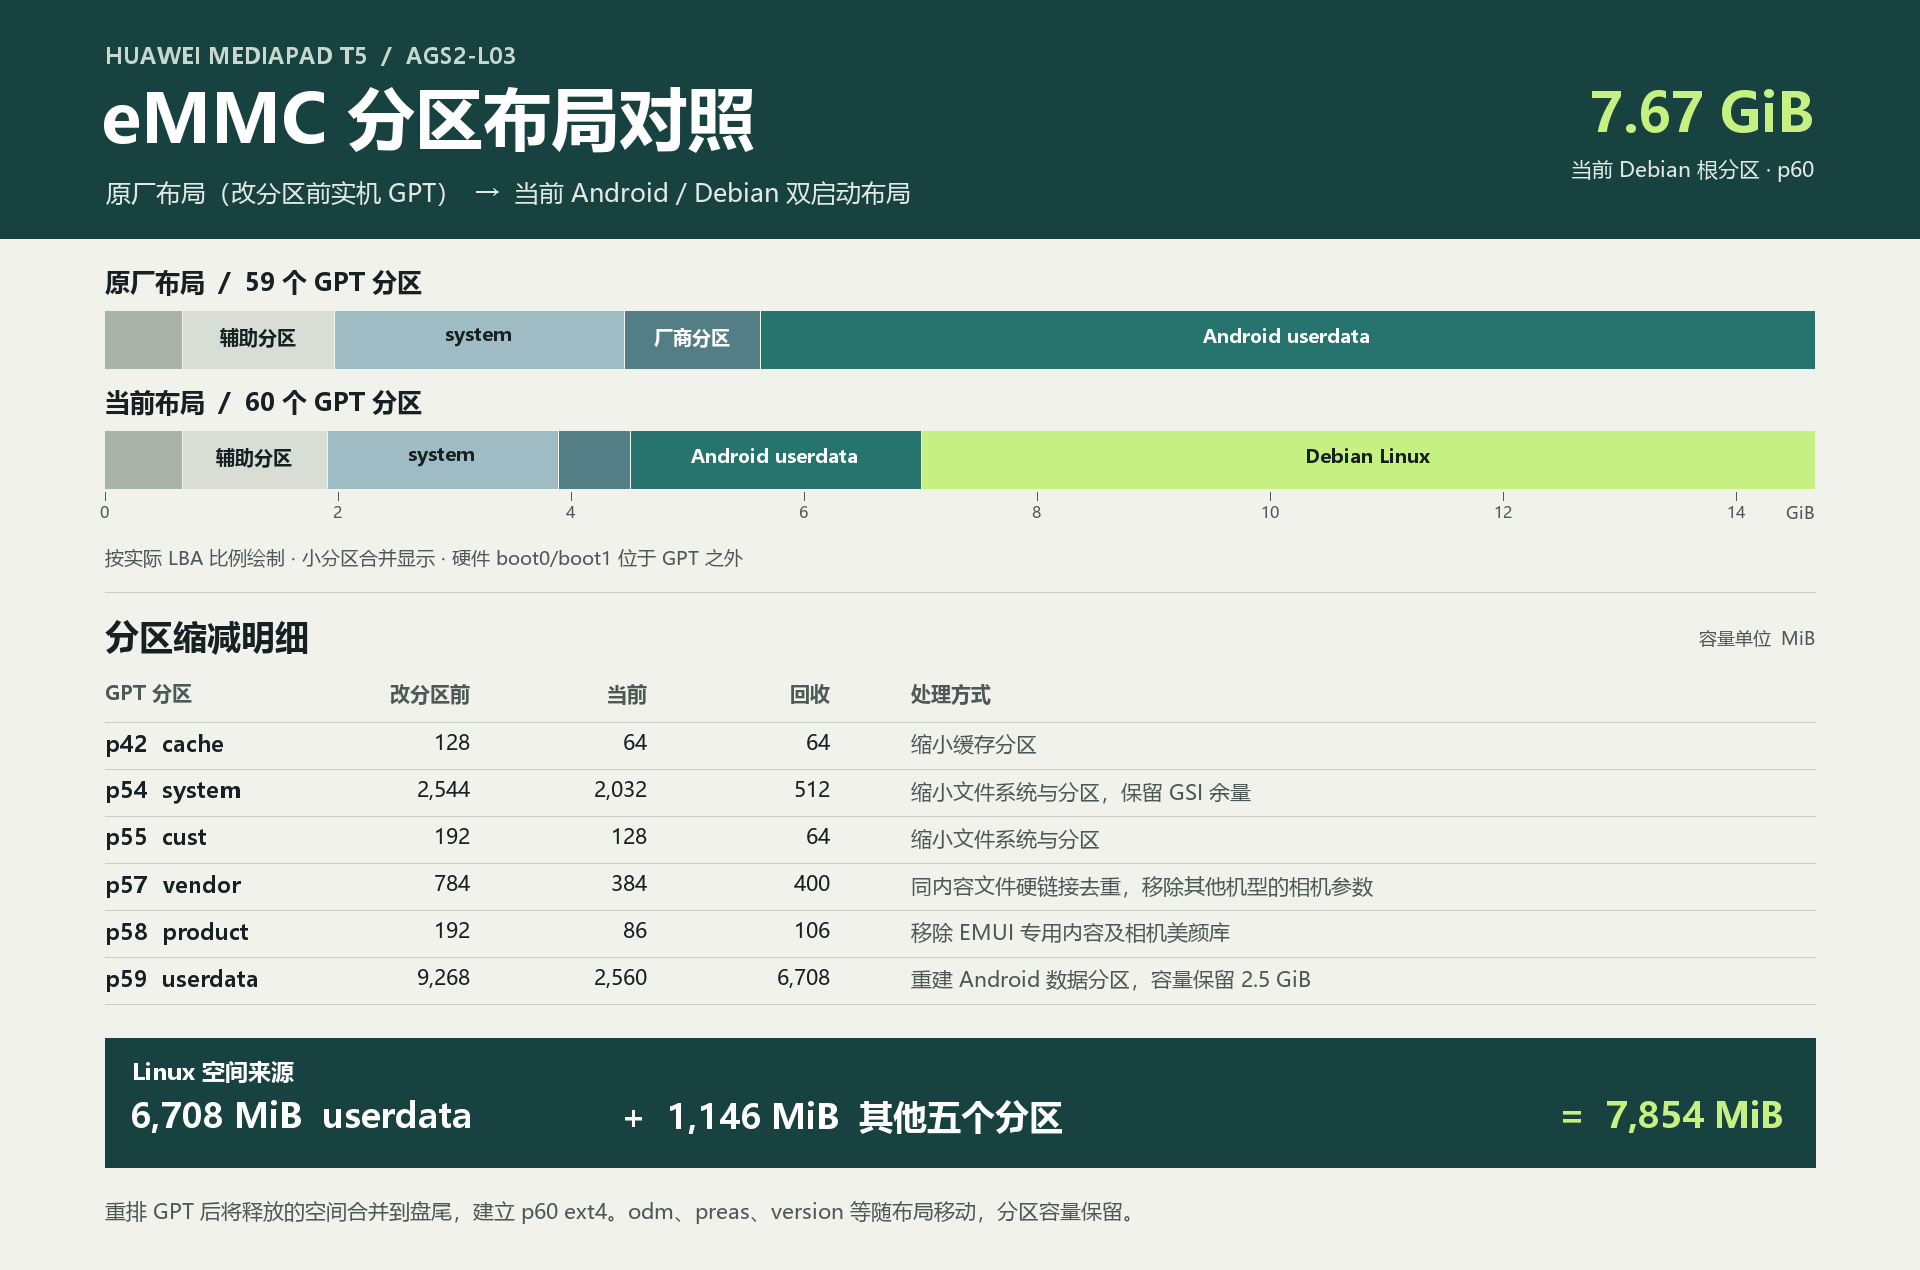 HUAWEI MEDIAPAD T5 / AGS2-L03
eMMC 分区布局对照
原厂布局（改分区前实机 GPT） → 当前 Android / Debian 双启动布局
7.67 GiB
当前 Debian 根分区 · p60
原厂布局 / 59 个 GPT 分区
辅助分区 system 厂商分区 Android userdata
当前布局 / 60 个 GPT 分区
辅助分区 system Android userdata Debian Linux
0 2 4 6 8 10 12 14 GiB
按实际 LBA 比例绘制 · 小分区合并显示 · 硬件 boot0/boot1 位于 GPT 之外
分区缩减明细
容量单位 MiB
GPT 分区 改分区前 当前 回收 处理方式
p42 cache 128 64 64 缩小缓存分区
p54 system 2,544 2,032 512 缩小文件系统与分区，保留 GSI 余量
p55 cust 192 128 64 缩小文件系统与分区
p57 vendor 784 384 400 同内容文件硬链接去重，移除其他机型的相机参数
p58 product 192 86 106 移除 EMUI 专用内容及相机美颜库
p59 userdata 9,268 2,560 6,708 重建 Android 数据分区，容量保留 2.5 GiB
Linux 空间来源
6,708 MiB userdata + 1,146 MiB 其他五个分区 = 7,854 MiB
重排 GPT 后将释放的空间合并到盘尾，建立 p60 ext4。odm、preas、version 等随布局移动，分区容量保留。